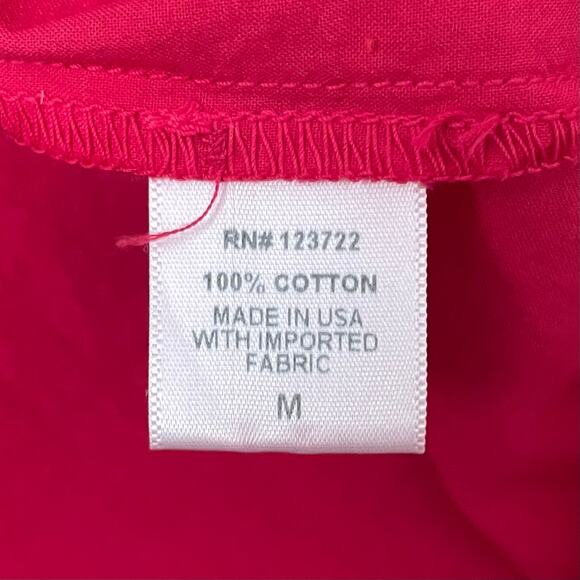 RN# 123722
100% COTTON
MADE IN USA
WITH IMPORTED
FABRIC
M